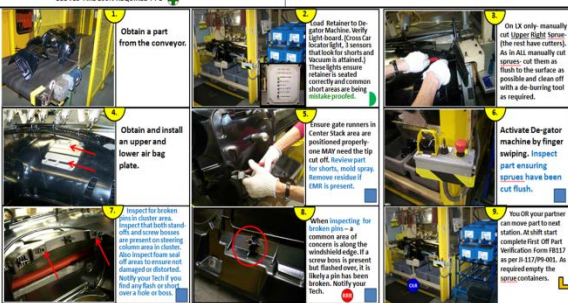 1.
Obtain a part
from the conveyor.
2.
Load Retainer to De-
gator Machine. Verify
Light-board. (Cross Car
locator light, 3 sensors
that look for shorts and
Vacuum is attained.)
These lights ensure
retainer is seated
correctly and common
short areas are being
mistake proofed.
3.
On LX only- manually
cut Upper Right Sprue-
(the rest have cutters).
As in ALL manually cut
sprues- cut them as
flush to the surface as
possible and clean off
with a de-burring tool
as required.
4.
Obtain and install
an upper and
lower air bag
plate.
5.
Ensure gate runners in
Center Stack area are
positioned properly-
one MAY need the tip
cut off. Review part
for shorts, mold spray.
Remove residue if
EMR is present.
6.
Activate De-gator
machine by finger
swiping. Inspect
part ensuring
sprues have been
cut flush.
7.
Inspect for broken
pins in cluster area.
Inspect that both stand-
offs and screw bosses
are present on steering
column area in cluster.
Also inspect foam seal
off areas to ensure not
damaged or distorted.
Notify your Tech if you
find any flash or short
over a hole or boss.
8.
When inspecting for
broken pins – a
common area of
concern is along the
windshield edge. If a
screw boss is present
but flashed over, it is
likely a pin has been
broken. Notify your
Tech.
9.
You OR your partner
can move part to next
station. At shift start
complete First Off Part
Verification Form FB117
as per JI-117/P9-001. As
required empty the
sprue containers.